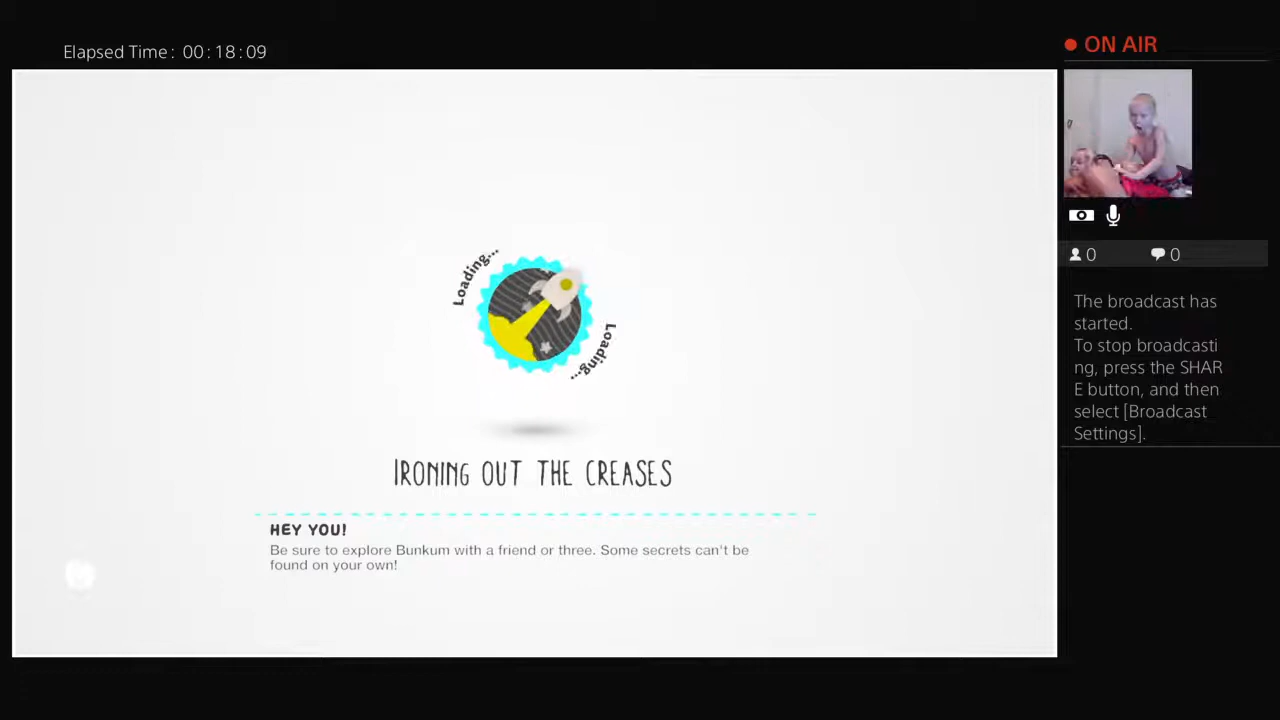 Elapsed Time: 00:18:09
ON AIR
Loading...
Loading...
IRONING OUT THE CREASES
HEY YOU!
Be sure to explore Bunkum with a friend or three. Some secrets can't be
found on your own!
0
0
The broadcast has
started.
To stop broadcasti
ng, press the SHAR
E button, and then
select [Broadcast
Settings].